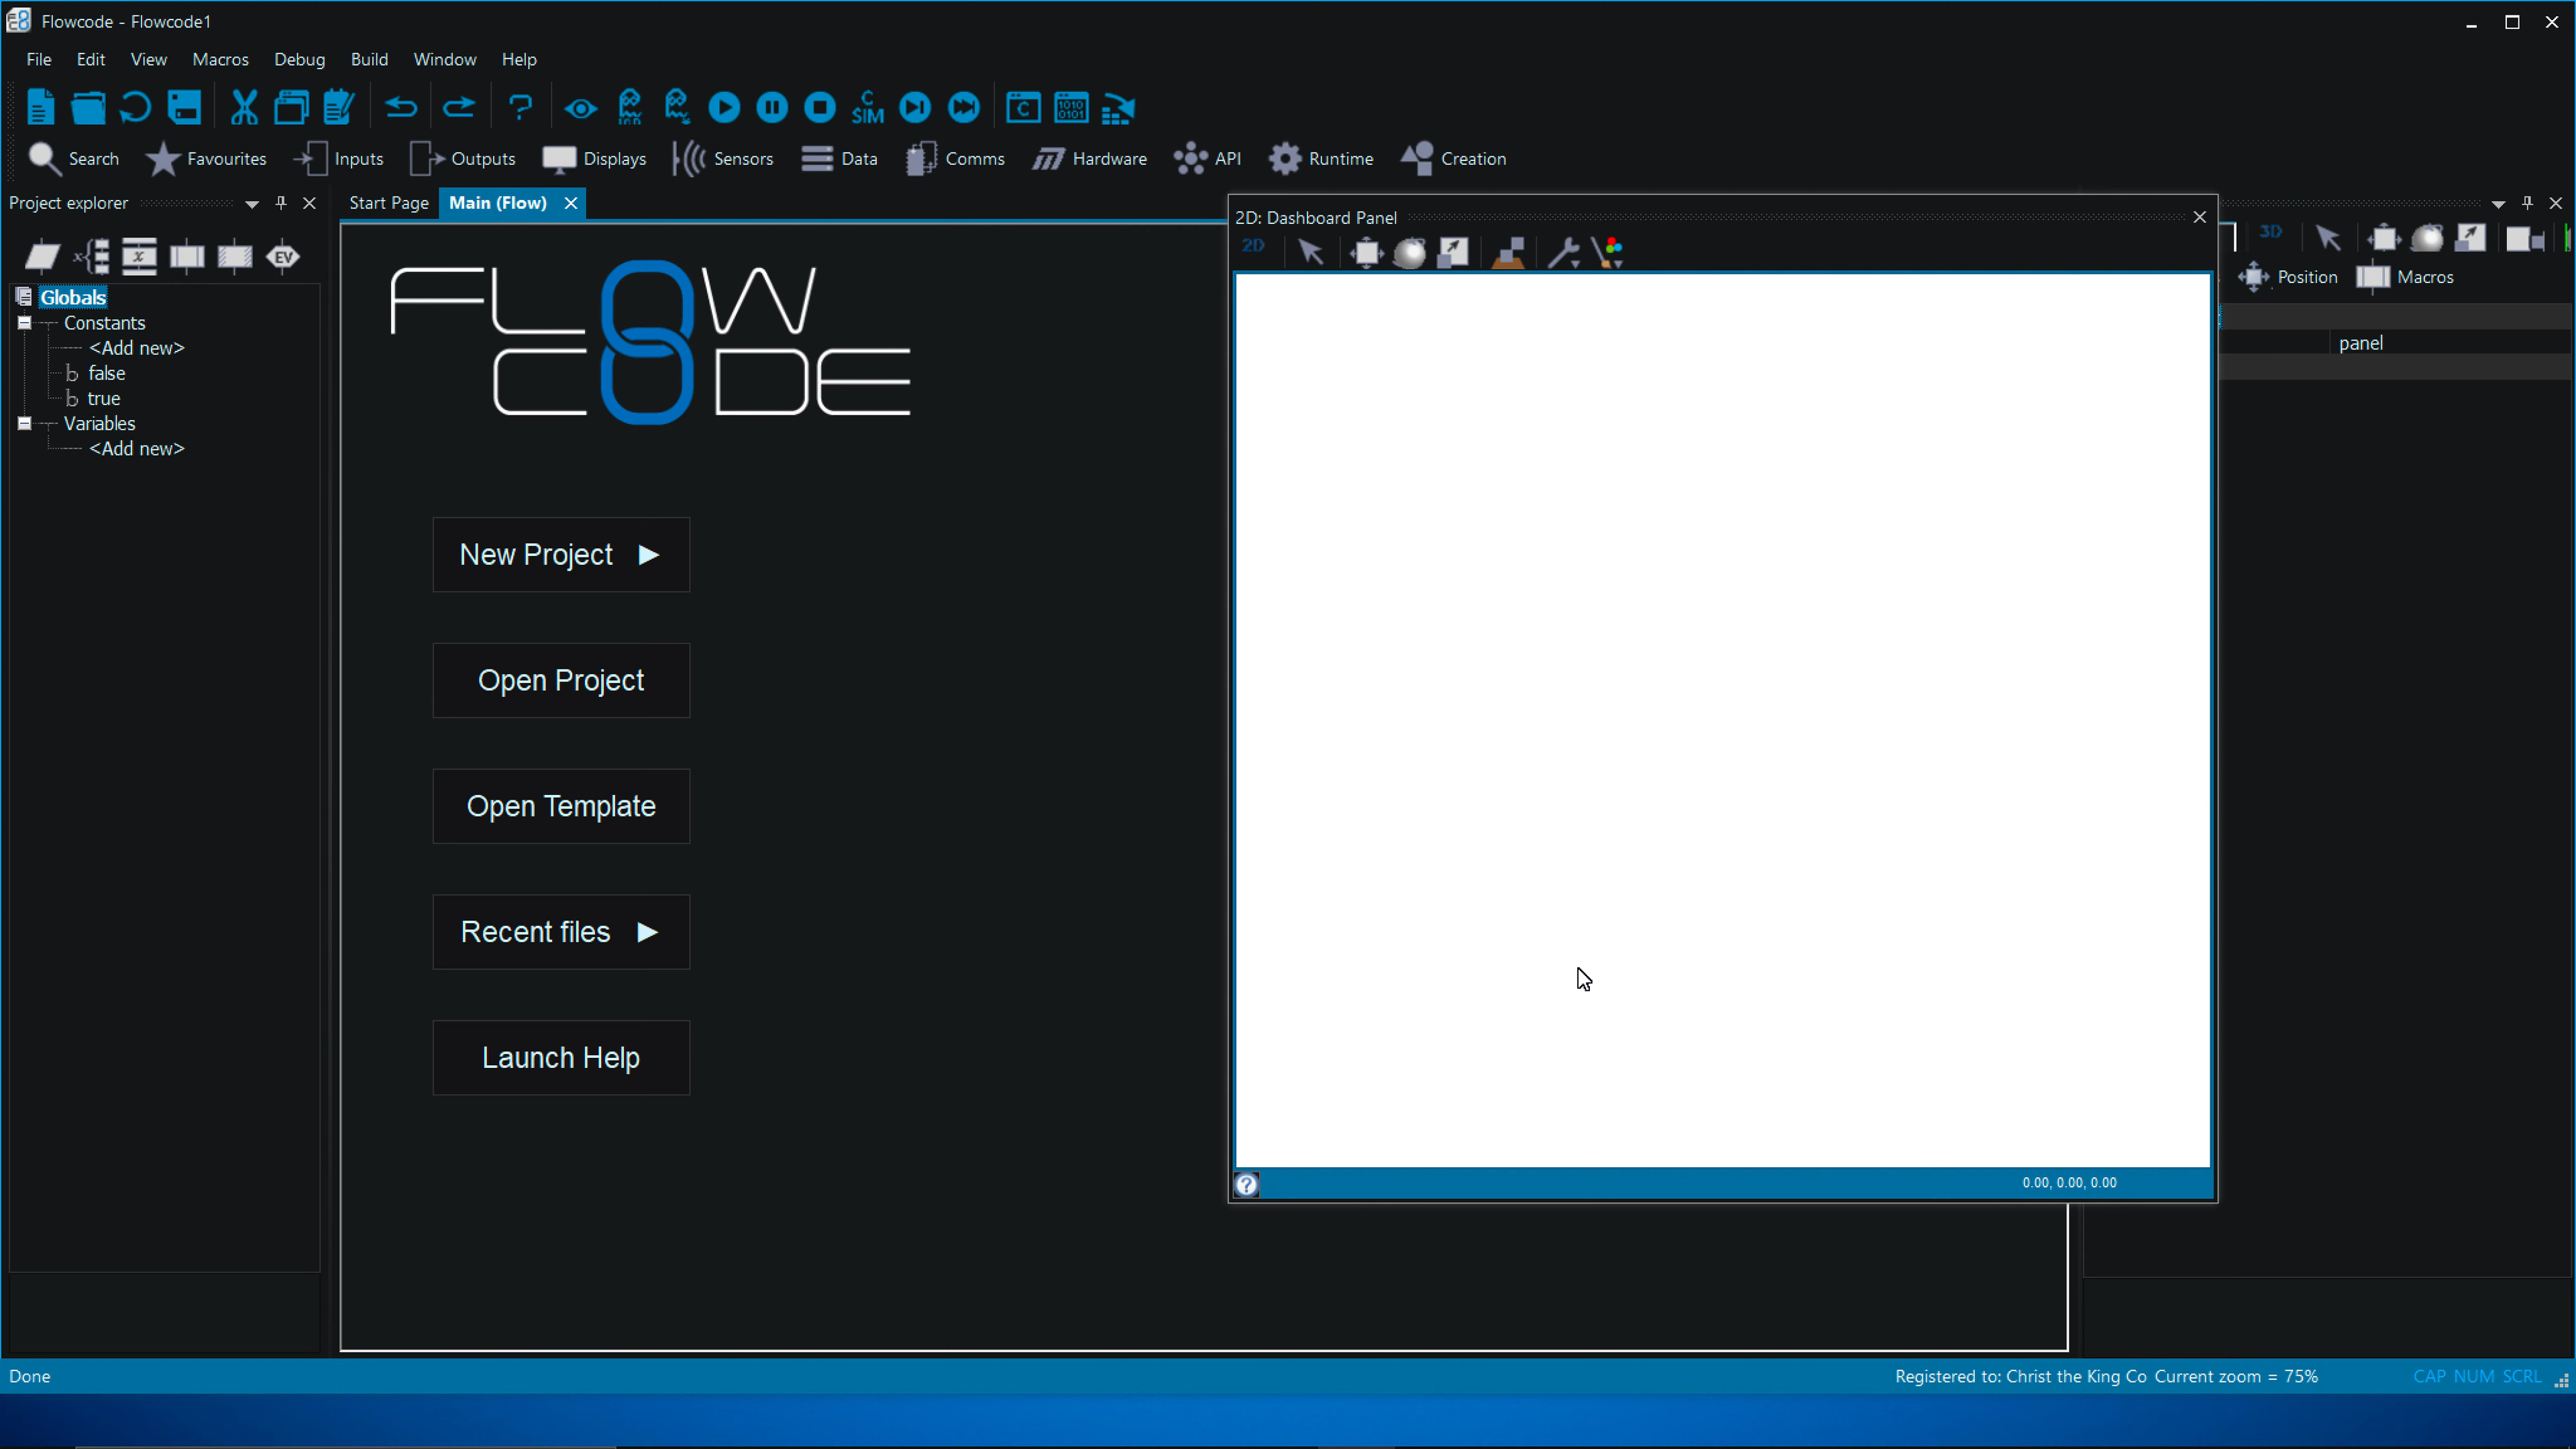 Flowcode - Flowcode1
File Edit View Macros Debug Build Window Help
C SIM C 1010 0101
Search Favourites Inputs Outputs Displays Sensors Data Comms Hardware API Runtime Creation
Project explorer
Start Page Main (Flow)
2D: Dashboard Panel
2D
3D
x x EV
Position Macros
Globals
Constants
<Add new>
b false
b true
Variables
<Add new>
panel
FLOW
CODE
New Project
Open Project
Open Template
Recent files
Launch Help
0.00, 0.00, 0.00
Done
Registered to: Christ the King Co Current zoom = 75% CAP NUM SCRL